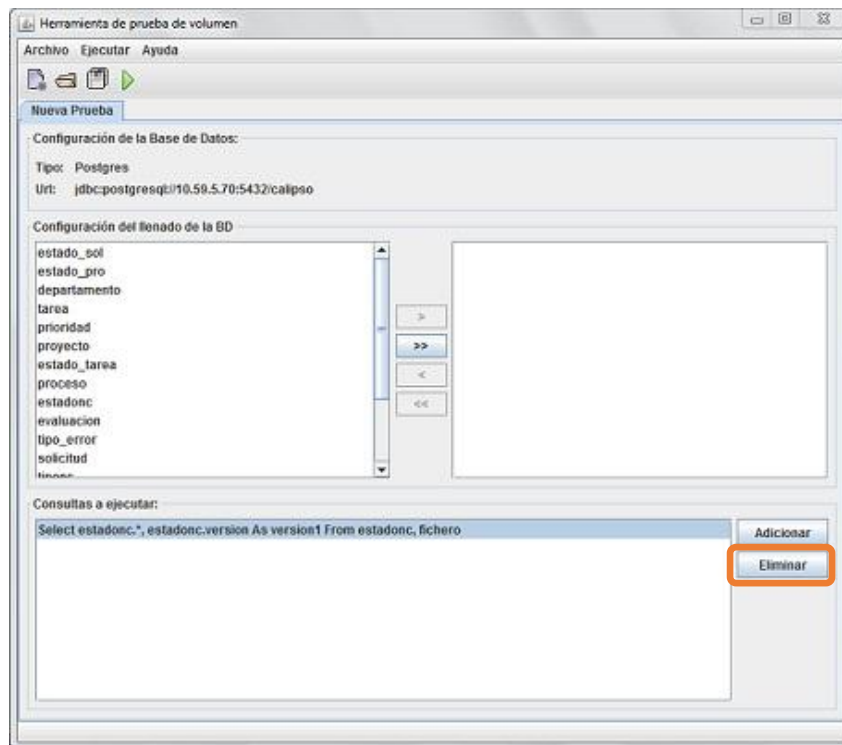 Herramienta de prueba de volumen
Archivo Ejecutar Ayuda
Nueva Prueba
Configuración de la Base de Datos:
Tipo: Postgres
Url: jdbc:postgresql://10.59.5.70:5432/calipso
Configuración del llenado de la BD
estado_sol
estado_pro
departamento
tarea
prioridad
proyecto
estado_tarea
proceso
estadonc
evaluacion
tipo_error
solicitud
>
>>
<
<<
Consultas a ejecutar:
Select estadonc.*, estadonc.version As version1 From estadonc, fichero
Adicionar
Eliminar